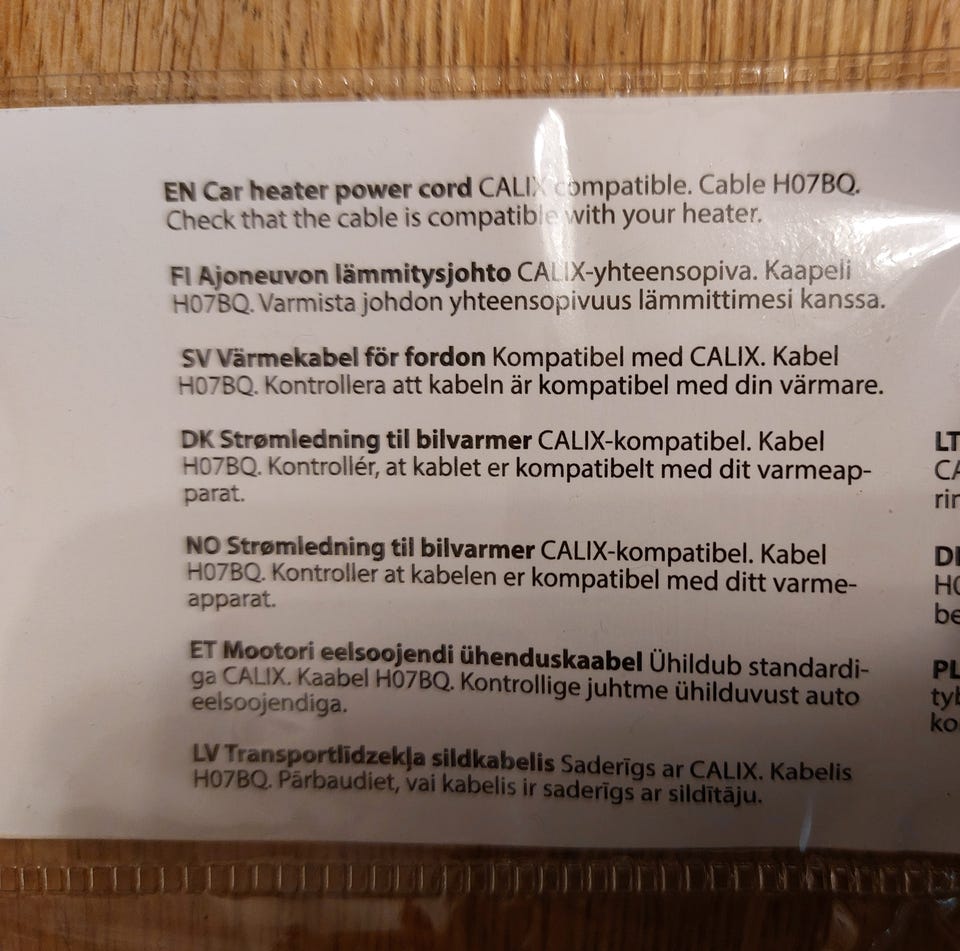 EN Car heater power cord CALIX compatible. Cable H07BQ.
Check that the cable is compatible with your heater.
FI Ajoneuvon lämmitysjohto CALIX-yhteensopiva. Kaapeli
H07BQ. Varmista johdon yhteensopivuus lämmittimesi kanssa.
SV Värmekabel för fordon Kompatibel med CALIX. Kabel
H07BQ. Kontrollera att kabeln är kompatibel med din värmare.
DK Strømledning til bilvarmer CALIX-kompatibel. Kabel
H07BQ. Kontrollér, at kablet er kompatibelt med dit varmeap-
parat.
NO Strømledning til bilvarmer CALIX-kompatibel. Kabel
H07BQ. Kontroller at kabelen er kompatibel med ditt varme-
apparat.
ET Mootori eelsoojendi ühenduskaabel Ühildub standardi-
ga CALIX. Kaabel H07BQ. Kontrollige juhtme ühilduvust auto
eelsoojendiga.
LV Transportlīdzekļa sildkabelis Saderīgs ar CALIX. Kabelis
H07BQ. Pārbaudiet, vai kabelis ir saderīgs ar sildītāju.
LT
rin
be
PL
ko